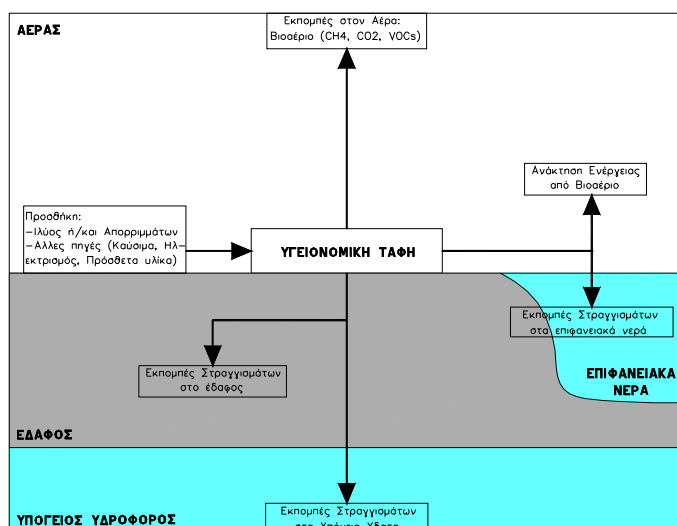 Εκπομπές στον Αέρα:
Βιοαέριο (CH4, CO2, VOCs)
ΑΕΡΑΣ
Ανάκτηση Ενέργειας
από Βιοαέριο
Προσθήκη:
-Ιλύος ή/και Απορριμμάτων
-Αλλες πηγές (Καύσιμα, Ηλ-
εκτρισμός, Πρόσθετα υλίκα)
ΥΓΕΙΟΝΟΜΙΚΗ ΤΑΦΗ
Εκπομπές Στραγγισμάτων
στα επιφανειακά νερά
Εκπομπές Στραγγισμάτων
στο έδαφος
ΕΠΙΦΑΝΕΙΑΚΑ
ΝΕΡΑ
ΕΔΑΦΟΣ
Εκπομπές Στραγγισμάτων
ΥΠΟΓΕΙΟΣ ΥΔΡΟΦΟΡΟΣ